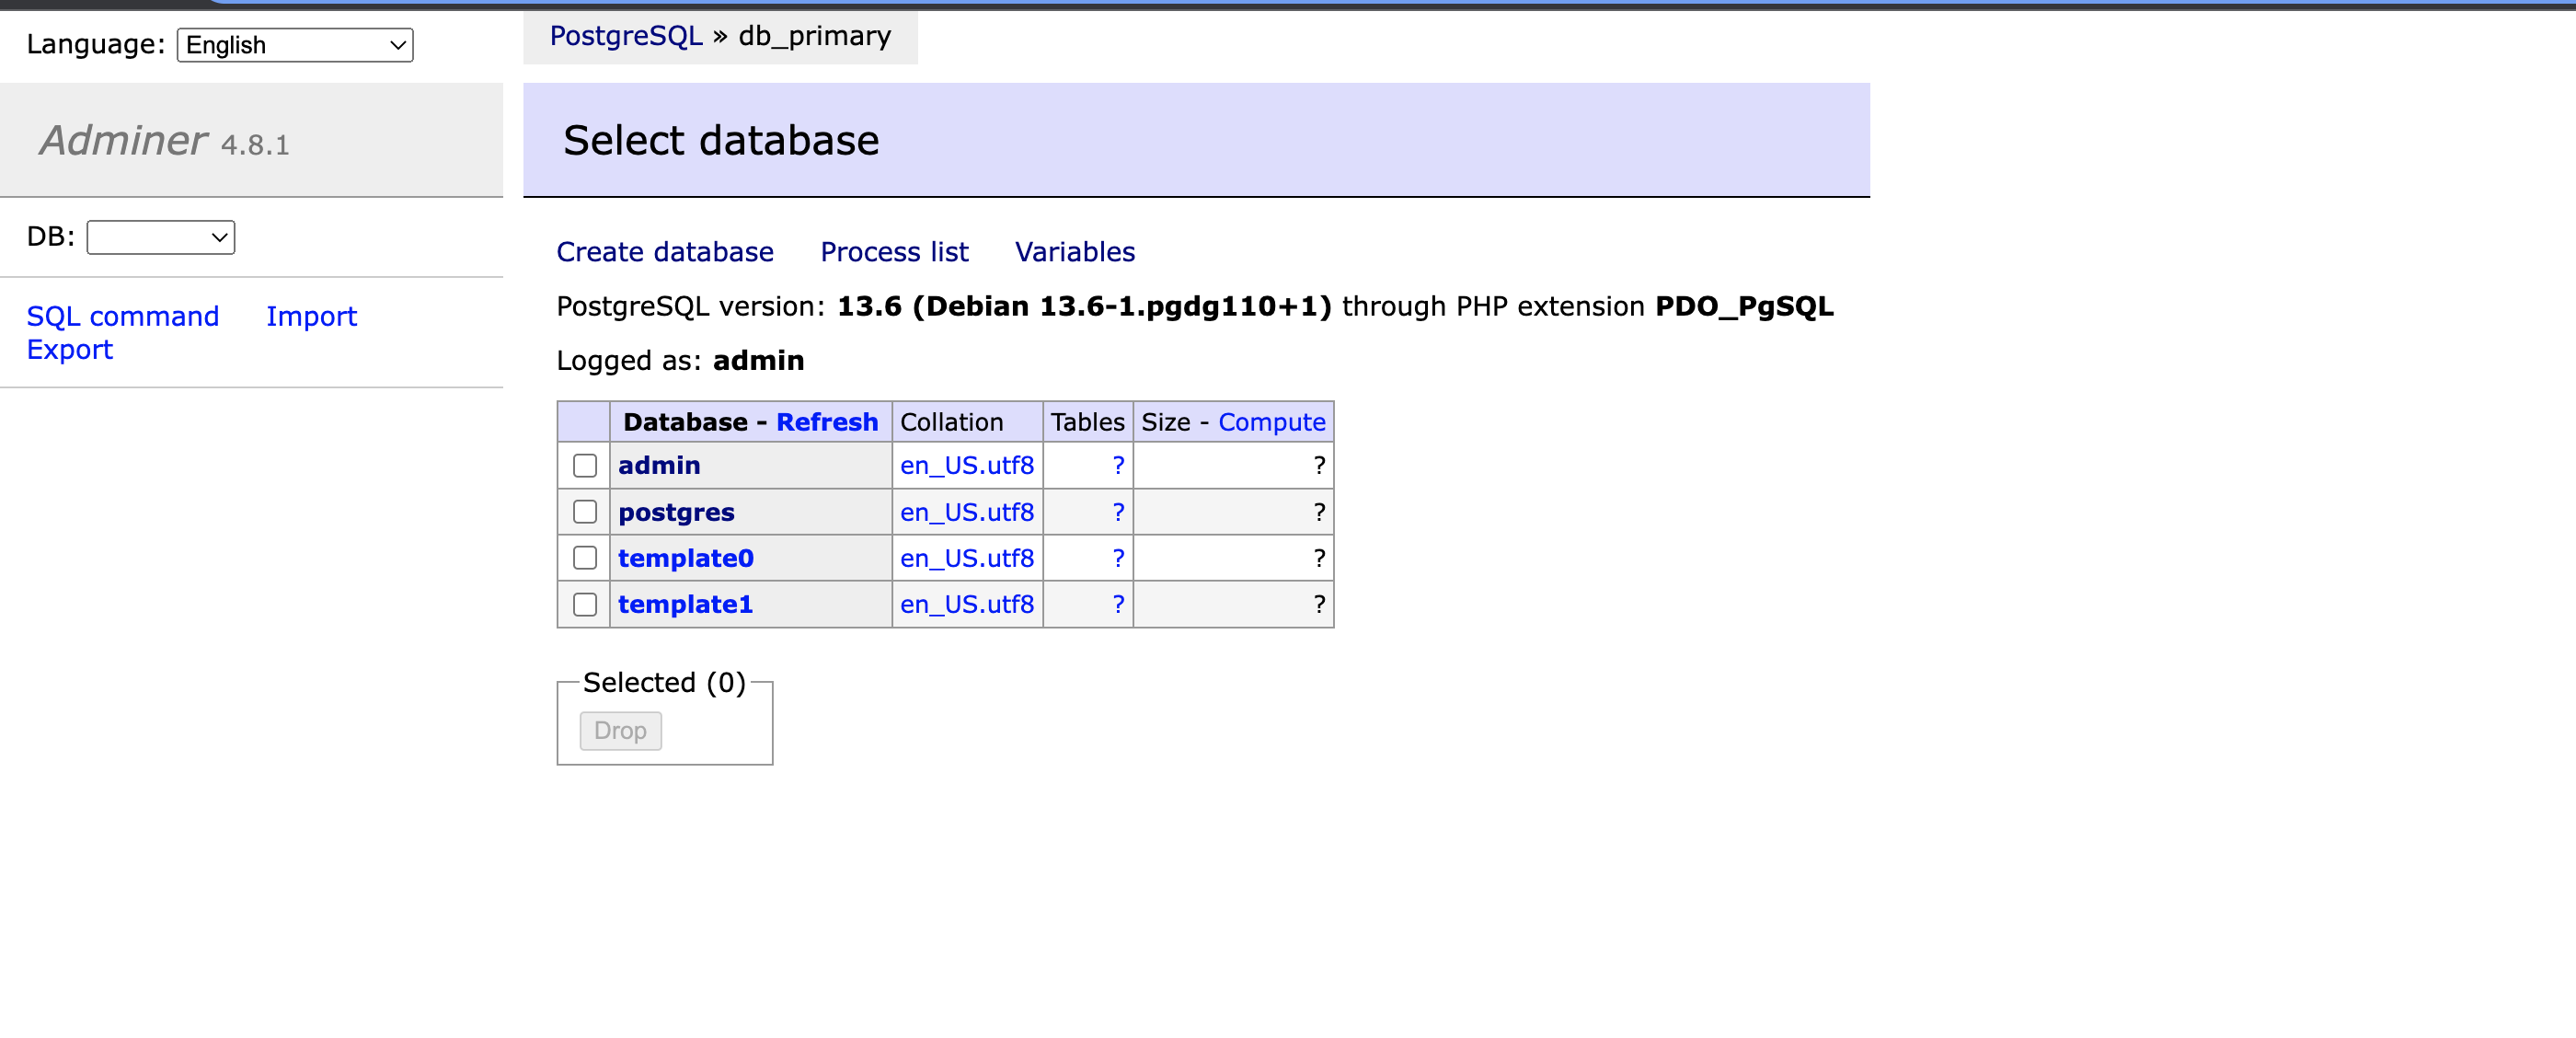 Language: English
PostgreSQL » db_primary
Adminer 4.8.1
Select database
DB:
SQL command Import
Export
Create database Process list Variables
PostgreSQL version: 13.6 (Debian 13.6-1.pgdg110+1) through PHP extension PDO_PgSQL
Logged as: admin
Database - Refresh Collation Tables Size - Compute
admin en_US.utf8 ? ?
postgres en_US.utf8 ? ?
template0 en_US.utf8 ? ?
template1 en_US.utf8 ? ?
Selected (0)
Drop